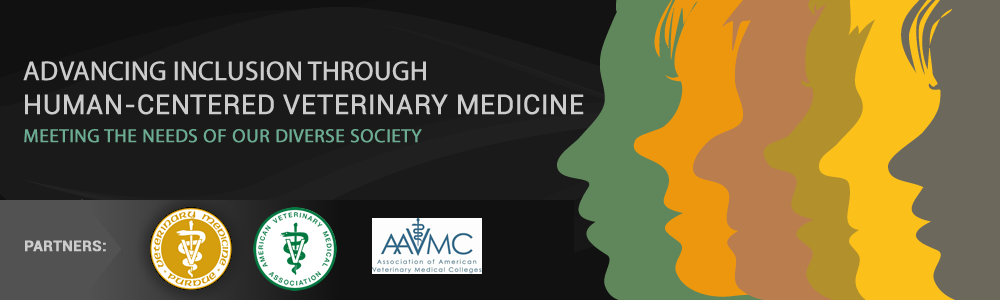 ADVANCING INCLUSION THROUGH
HUMAN-CENTERED VETERINARY MEDICINE
MEETING THE NEEDS OF OUR DIVERSE SOCIETY
PARTNERS:
VETERINARY MEDICINE
PURDUE
AMERICAN VETERINARY MEDICAL
ASSOCIATION
AAVMC
Association of American
Veterinary Medical Colleges